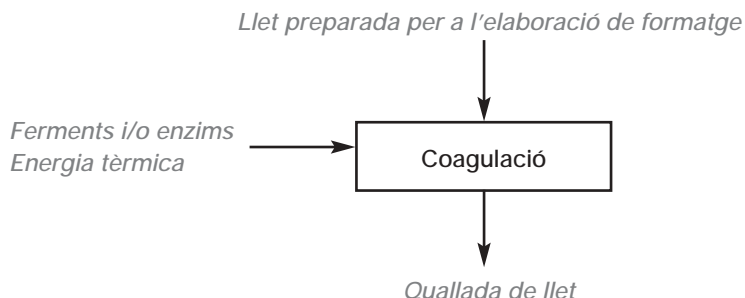 Llet preparada per a l’elaboració de formatge
Ferments i/o enzims
Energia tèrmica
Coagulació
Quallada de llet